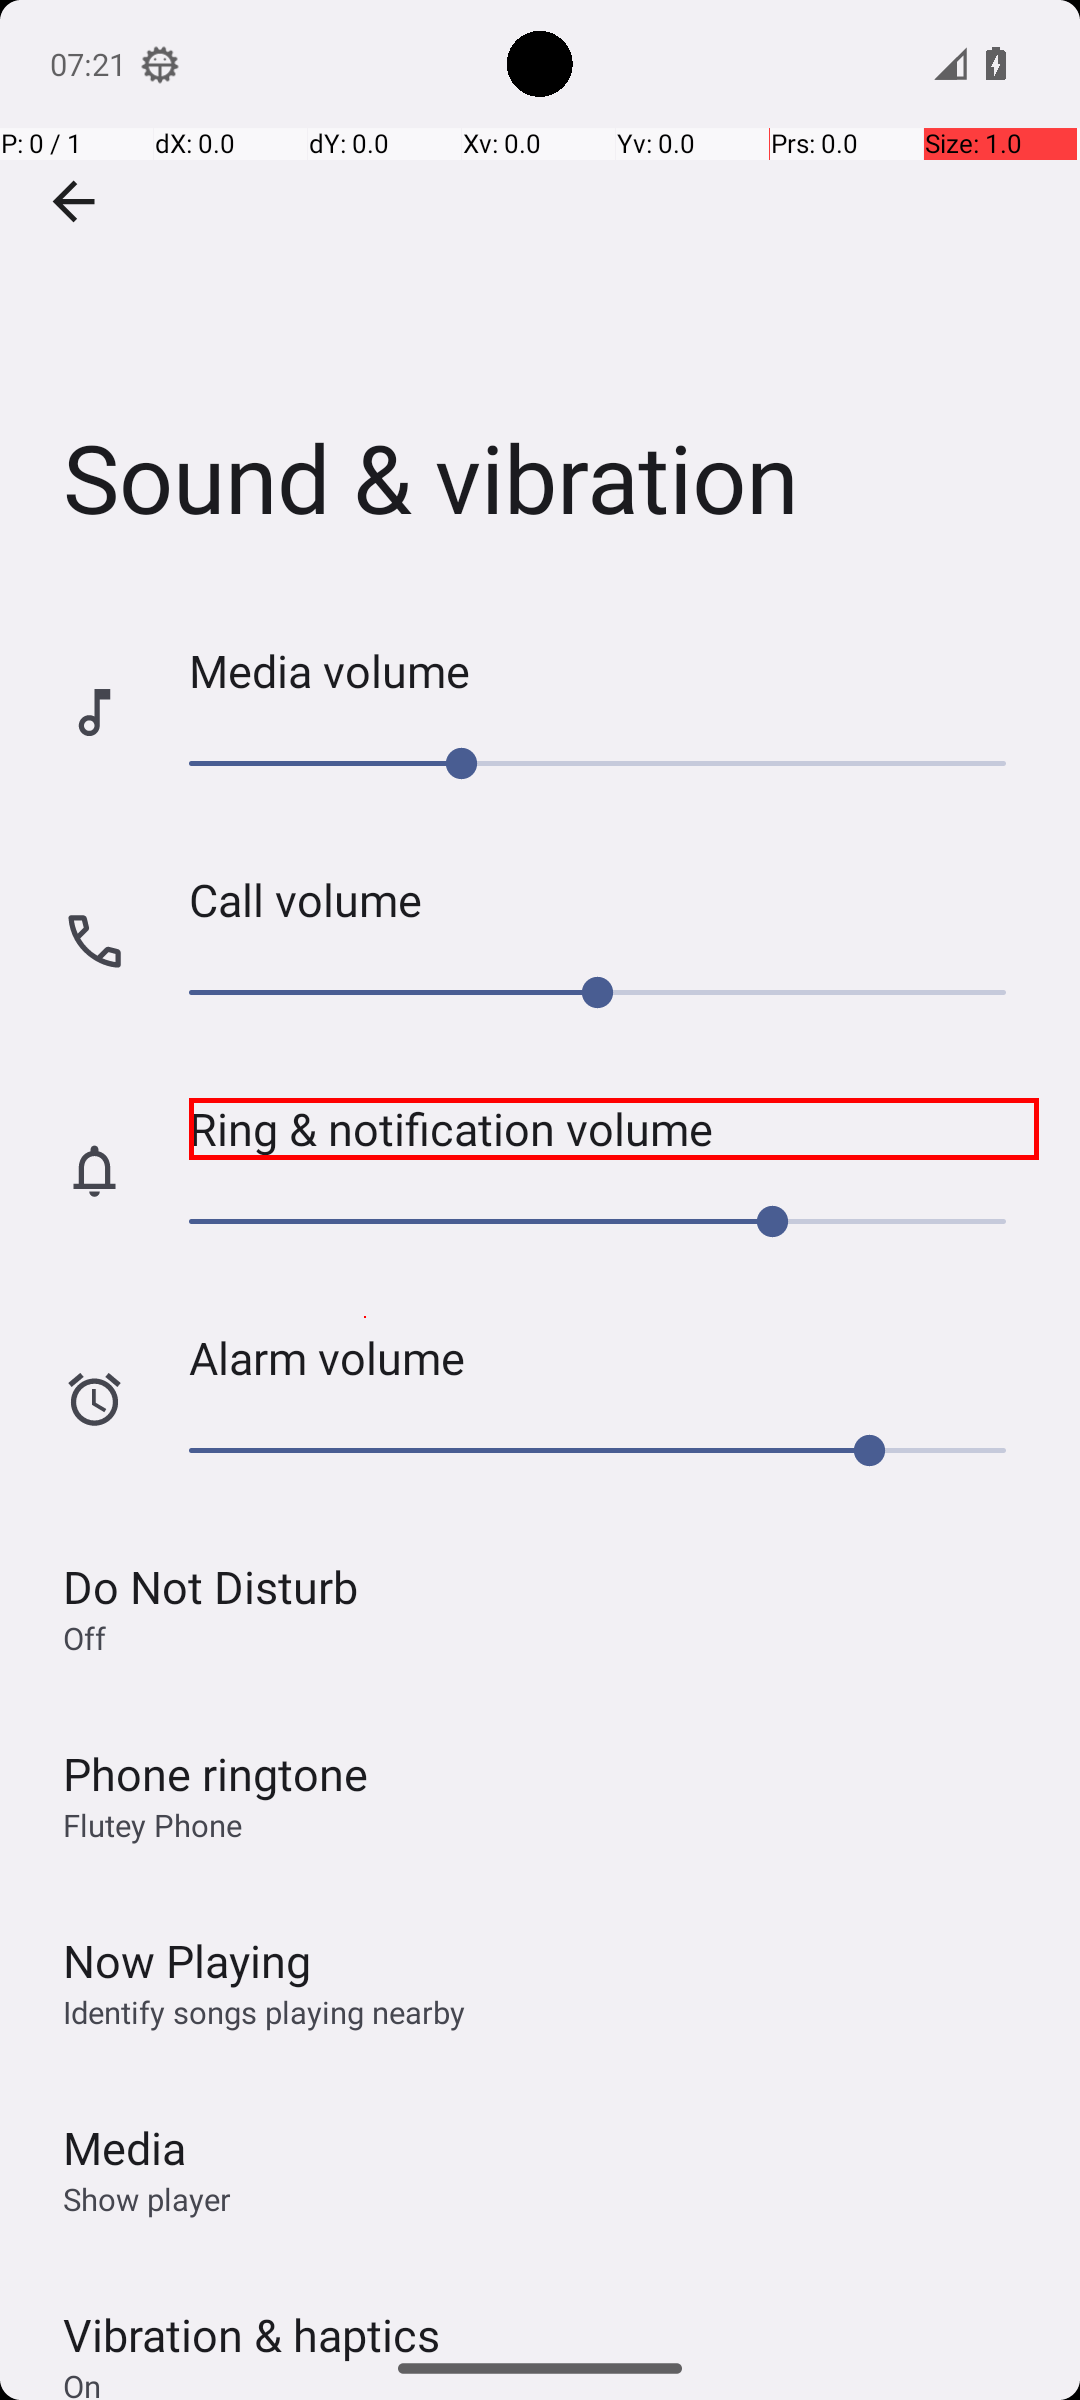 07:21
P: 0 / 1 dX: 0.0 dY: 0.0 Xv: 0.0 Yv: 0.0 Prs: 0.0 Size: 1.0
Sound & vibration
Media volume
Call volume
Ring & notification volume
Alarm volume
Do Not Disturb
Off
Phone ringtone
Flutey Phone
Now Playing
Identify songs playing nearby
Media
Show player
Vibration & haptics
On